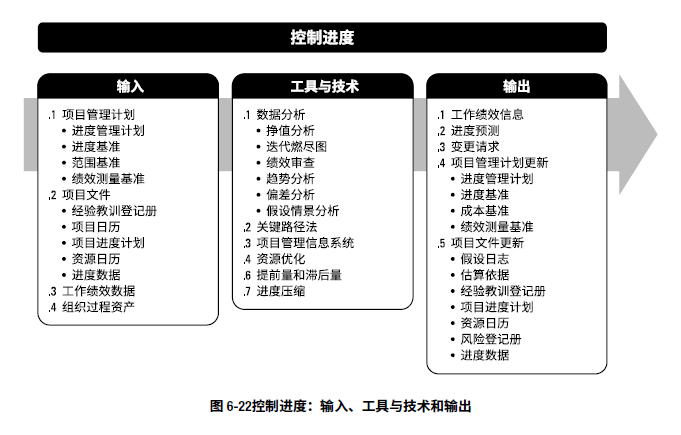 控制进度
输入
.1 项目管理计划
• 进度管理计划
• 进度基准
• 范围基准
• 绩效测量基准
.2 项目文件
• 经验教训登记册
• 项目日历
• 项目进度计划
• 资源日历
• 进度数据
.3 工作绩效数据
.4 组织过程资产
工具与技术
.1 数据分析
• 挣值分析
• 迭代燃尽图
• 绩效审查
• 趋势分析
• 偏差分析
• 假设情景分析
.2 关键路径法
.3 项目管理信息系统
.4 资源优化
.6 提前量和滞后量
.7 进度压缩
输出
.1 工作绩效信息
.2 进度预测
.3 变更请求
.4 项目管理计划更新
• 进度管理计划
• 进度基准
• 成本基准
• 绩效测量基准
.5 项目文件更新
• 假设日志
• 估算依据
• 经验教训登记册
• 项目进度计划
• 资源日历
• 风险登记册
• 进度数据
图 6-22控制进度：输入、工具与技术和输出